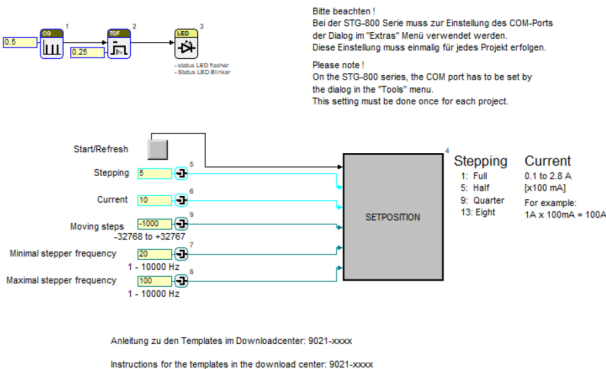 Bitte beachten !
Bei der STG-800 Serie muss zur Einstellung des COM-Ports
der Dialog im "Extras" Menü verwendet werden.
Diese Einstellung muss einmalig für jedes Projekt erfolgen.
Please note !
On the STG-800 series, the COM port has to be set by
the dialog in the "Tools" menu.
This setting must be done once for each project.
1 2 3
CG TOF LED
0.5
0.25
- status LED flasher
- Status LED Blinker
Start/Refresh
Stepping 5 5
Current 10 6
Moving steps -1000 9
-32768 to +32767
Minimal stepper frequency 20 7
1 - 10000 Hz
Maximal stepper frequency 100 8
1 - 10000 Hz
4
SETPOSITION
Stepping Current
1: Full 0.1 to 2.8 A
5: Half [x100 mA]
9: Quarter For example:
13: Eight 1A x 100mA = 100A
Anleitung zu den Templates im Downloadcenter: 9021-xxxx
Instructions for the templates in the download center: 9021-xxxx